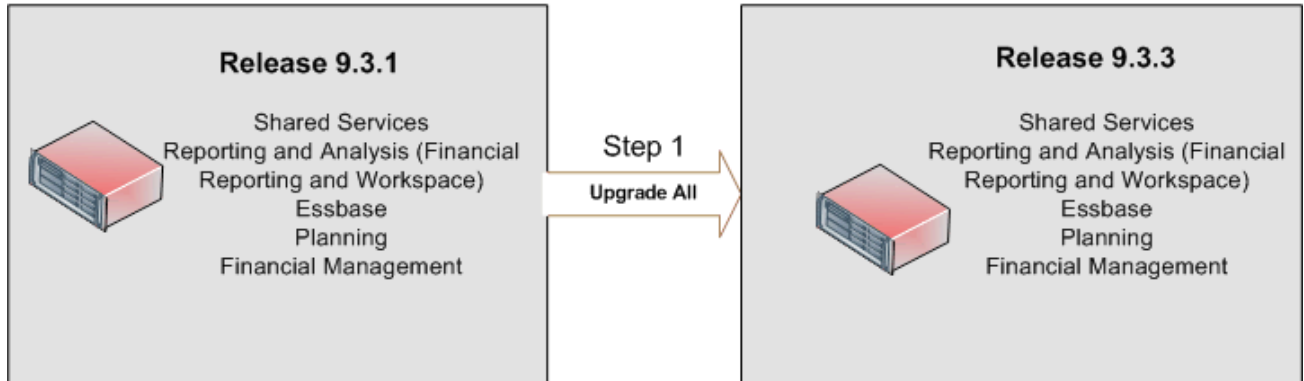 Release 9.3.1
Shared Services
Reporting and Analysis (Financial
Reporting and Workspace)
Essbase
Planning
Financial Management
Step 1
Upgrade All
Release 9.3.3
Shared Services
Reporting and Analysis (Financial
Reporting and Workspace)
Essbase
Planning
Financial Management